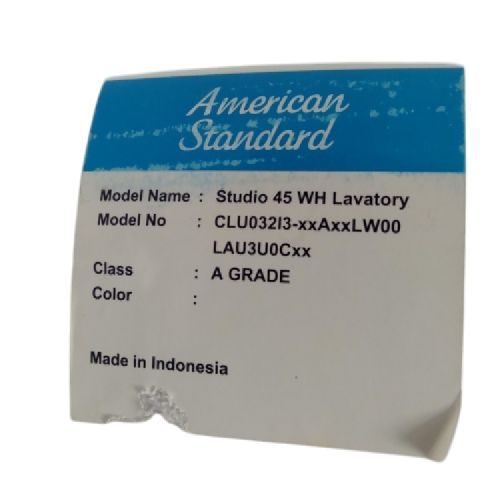 American
Standard
Model Name : Studio 45 WH Lavatory
Model No : CLU032I3-xxAxxLW00
LAU3U0Cxx
Class : A GRADE
Color :
Made in Indonesia